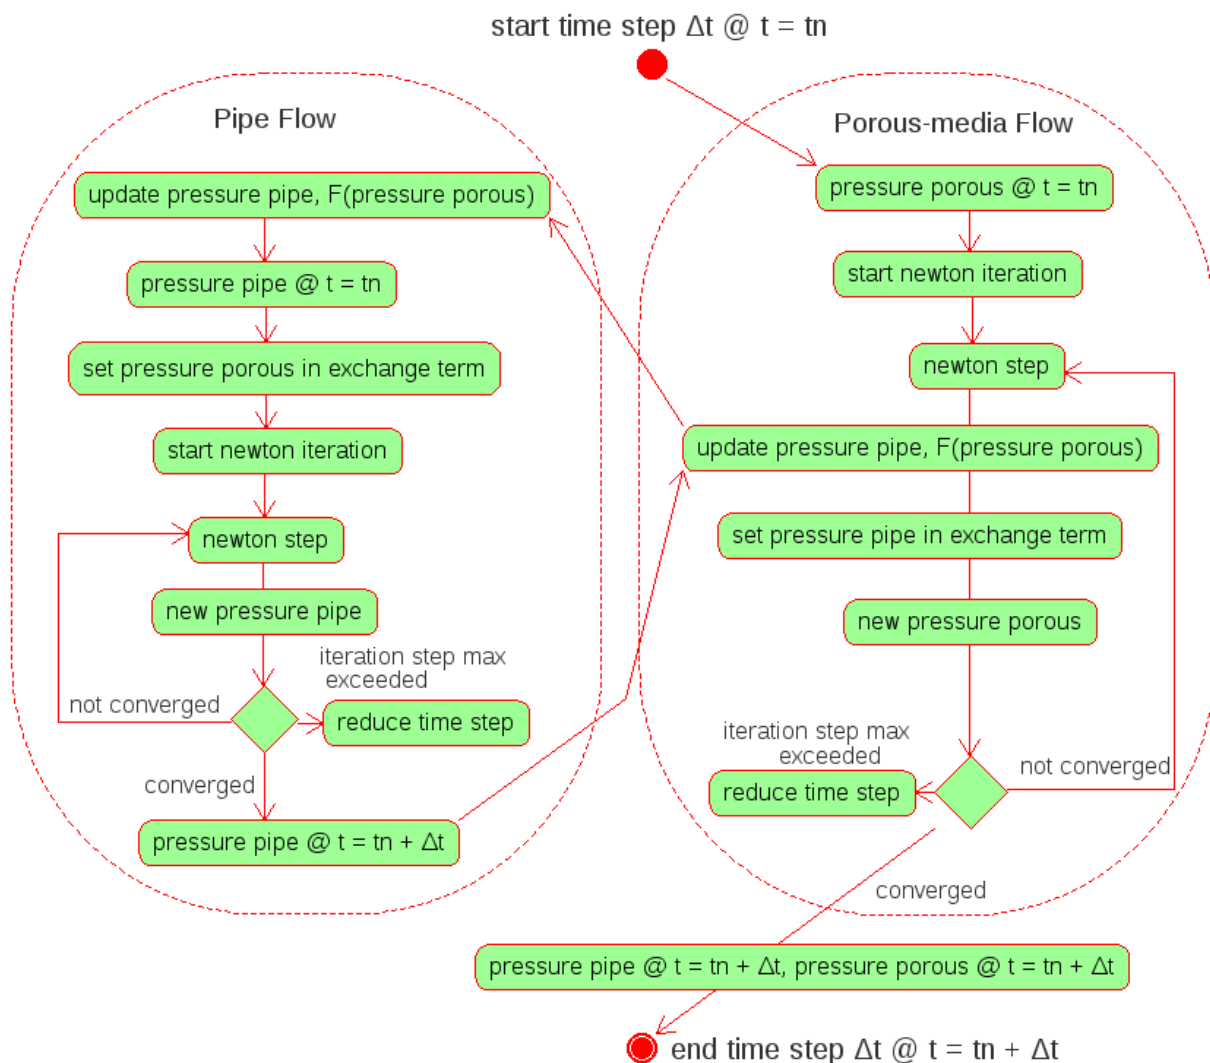 start time step Δt @ t = tn
Pipe Flow
update pressure pipe, F(pressure porous)
pressure pipe @ t = tn
set pressure porous in exchange term
start newton iteration
newton step
new pressure pipe
iteration step max
exceeded
not converged
reduce time step
converged
pressure pipe @ t = tn + Δt
Porous-media Flow
pressure porous @ t = tn
start newton iteration
newton step
update pressure pipe, F(pressure porous)
set pressure pipe in exchange term
new pressure porous
iteration step max
exceeded
not converged
reduce time step
converged
pressure pipe @ t = tn + Δt, pressure porous @ t = tn + Δt
end time step Δt @ t = tn + Δt